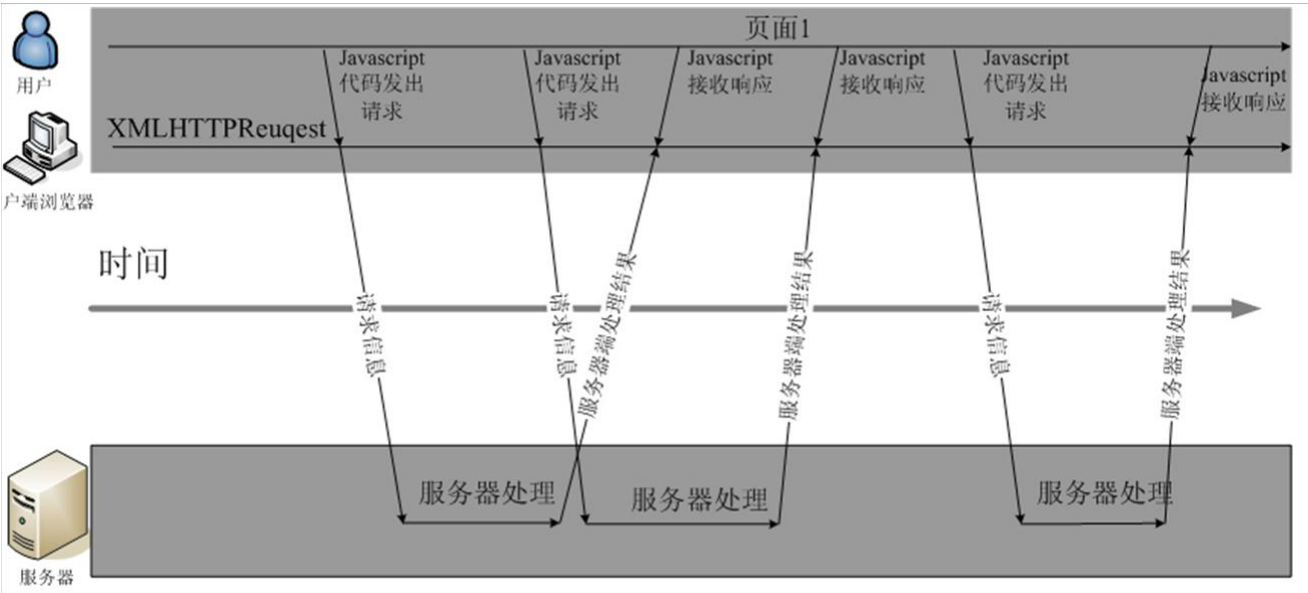 页面1
用户
Javascript
代码发出
请求
Javascript
代码发出
请求
Javascript
接收响应
Javascript
接收响应
Javascript
代码发出
请求
Javascript
接收响应
XMLHTTPReuqest
户端浏览器
时间
请求信息
请求信息
服务器端处理结果
服务器端处理结果
请求信息
服务器端处理结果
服务器处理
服务器处理
服务器处理
服务器